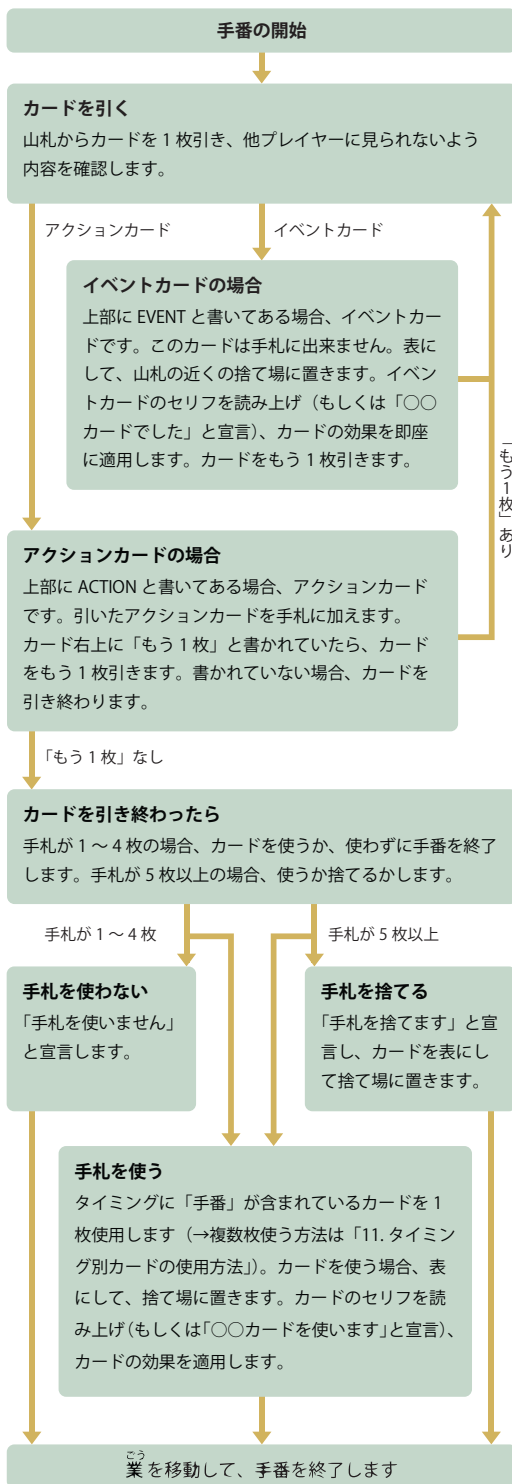 手番の開始
カードを引く
山札からカードを 1 枚引き、他プレイヤーに見られないよう
内容を確認します。
アクションカード
イベントカード
イベントカードの場合
上部に EVENT と書いてある場合、イベントカー
ドです。このカードは手札に出来ません。表に
して、山札の近くの捨て場に置きます。イベン
トカードのセリフを読み上げ（もしくは「○○
カードでした」と宣言）、カードの効果を即座
に適用します。カードをもう 1 枚引きます。
「もう1枚」あり
アクションカードの場合
上部に ACTION と書いてある場合、アクションカード
です。引いたアクションカードを手札に加えます。
カード右上に「もう 1 枚」と書かれていたら、カード
をもう 1 枚引きます。書かれていない場合、カードを
引き終わります。
「もう 1 枚」なし
カードを引き終わったら
手札が 1 〜 4 枚の場合、カードを使うか、使わずに手番を終了
します。手札が 5 枚以上の場合、使うか捨てるかします。
手札が 1 〜 4 枚
手札が 5 枚以上
手札を使わない
「手札を使いません」
と宣言します。
手札を捨てる
「手札を捨てます」と宣
言し、カードを表にし
て捨て場に置きます。
手札を使う
タイミングに「手番」が含まれているカードを 1
枚使用します（→複数枚使う方法は「11. タイミン
グ別カードの使用方法」）。カードを使う場合、表
にして、捨て場に置きます。カードのセリフを読
み上げ（もしくは「○○カードを使います」と宣言）、
カードの効果を適用します。
ごう
業を移動して、手番を終了します